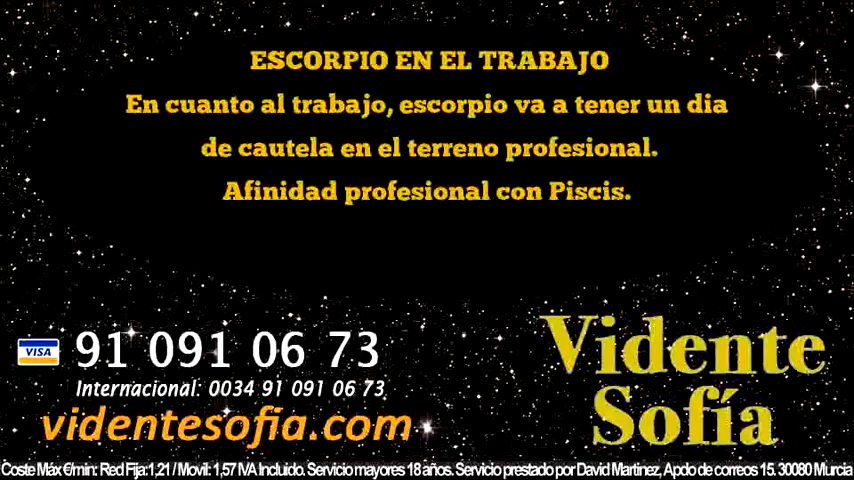 ESCORPIO EN EL TRABAJO
En cuanto al trabajo, escorpio va a tener un dia
de cautela en el terreno profesional.
Afinidad profesional con Piscis.
VISA 91 091 06 73
Internacional: 0034 91 091 06 73
videntesofia.com
Vidente
Sofía
Coste Máx €/min: Red Fija:1,21 / Movil: 1,57 IVA Incluido. Servicio mayores 18 años. Servicio prestado por David Martinez, Apdo de correos 15. 30080 Murcia